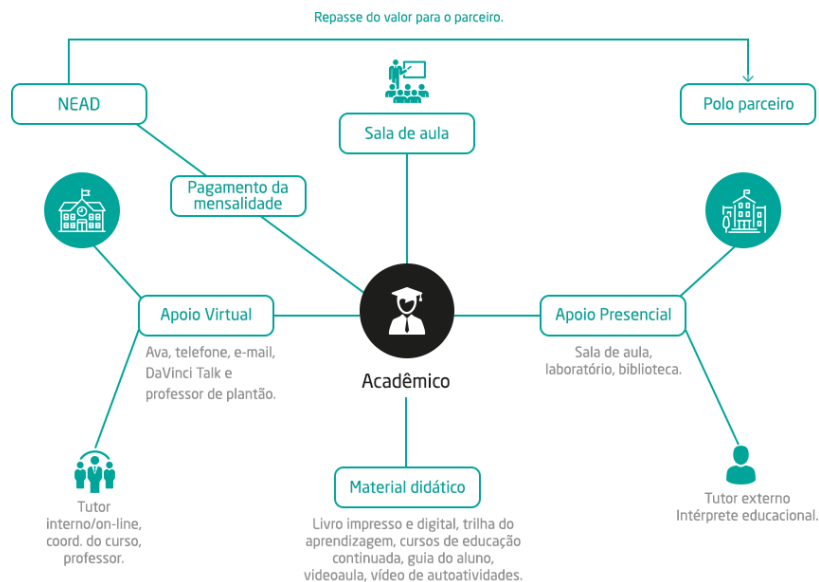 Repasse do valor para o parceiro.
NEAD
Sala de aula
Polo parceiro
Pagamento da
mensalidade
Apoio Virtual
Ava, telefone, e-mail,
DaVinci Talk e
professor de plantão.
Apoio Presencial
Sala de aula,
laboratório, biblioteca.
Acadêmico
Tutor
interno/on-line,
coord. do curso,
professor.
Material didático
Livro impresso e digital, trilha do
aprendizagem, cursos de educação
continuada, guia do aluno,
videoaula, vídeo de autoatividades.
Tutor externo
Intérprete educacional.